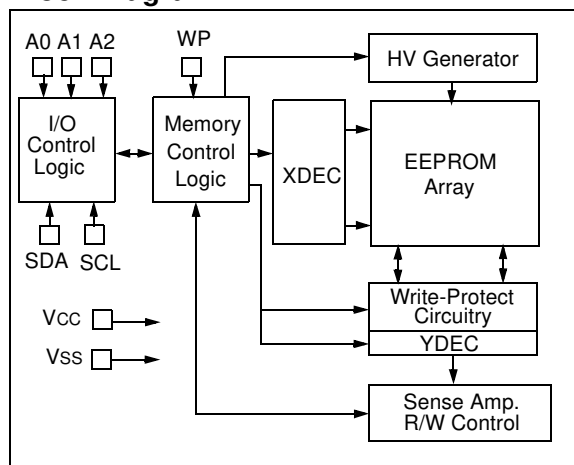 A0 A1 A2
WP
HV Generator
I/O
Control
Logic
Memory
Control
Logic
XDEC
EEPROM
Array
SDA
SCL
Write-Protect
Circuitry
YDEC
VCC
VSS
Sense Amp.
R/W Control